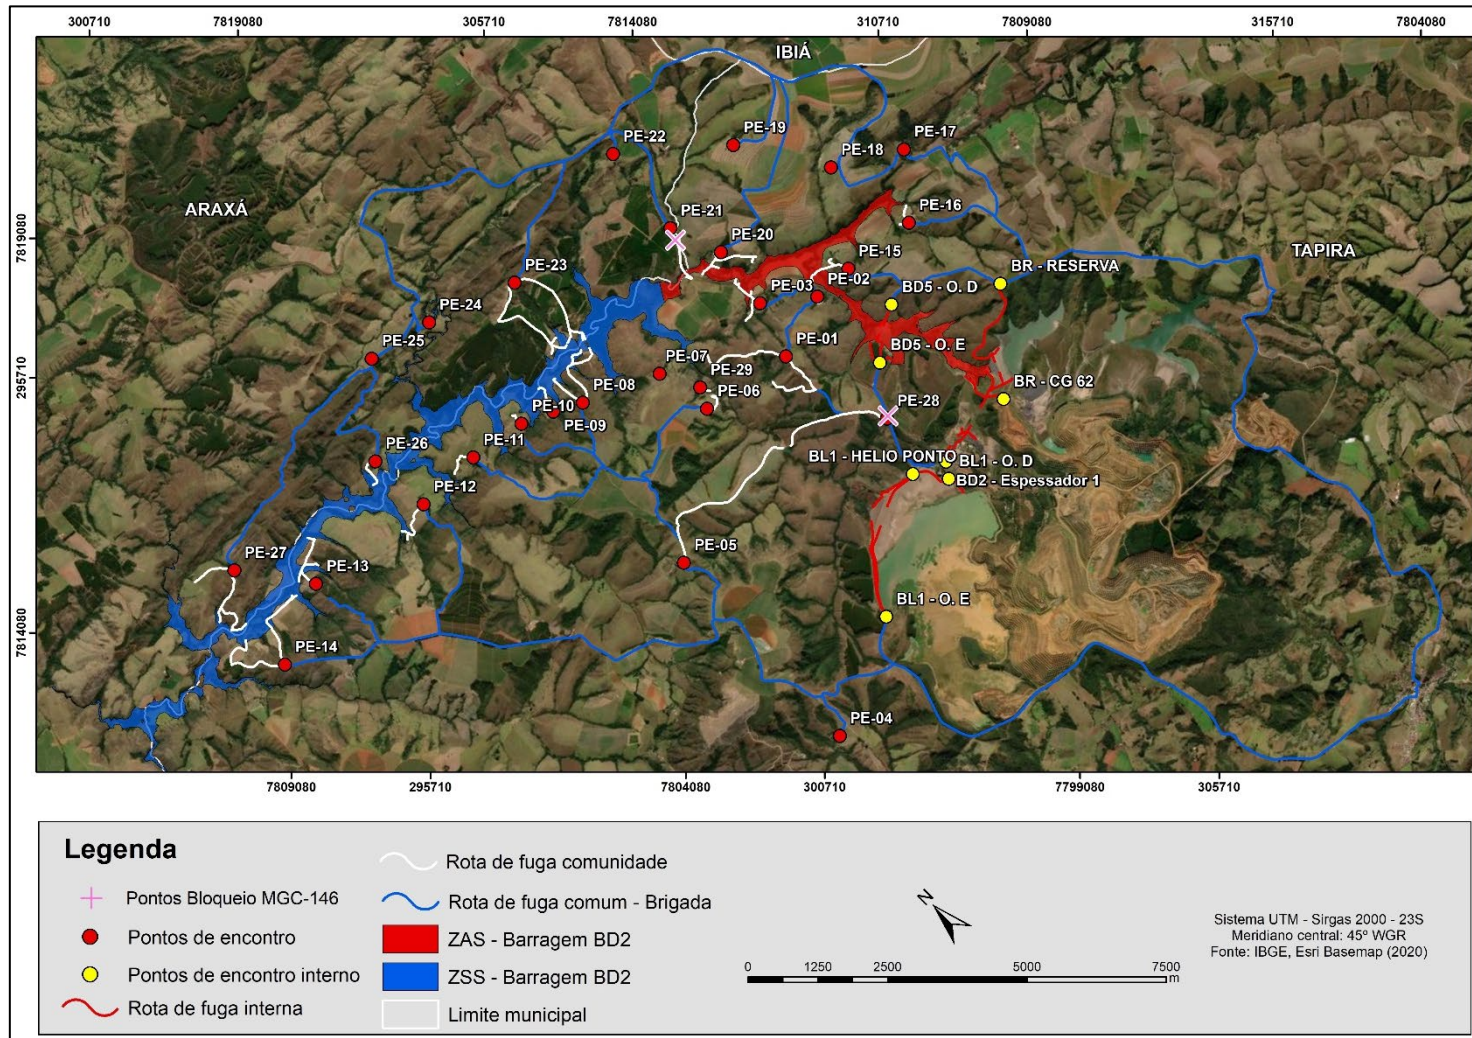 300710
7819080
305710
7814080
310710
7809080
315710
7804080
IBIÁ
PE-19
PE-17
PE-22
PE-18
ARAXÁ
PE-21
PE-16
7819080
PE-20
TAPIRA
PE-15
PE-23
PE-02
BR - RESERVA
PE-03
BD5 - O. D
PE-24
PE-25
PE-01
PE-07
BD5 - O. E
295710
PE-29
PE-08
PE-06
BR - CG 62
PE-10
PE-28
PE-09
PE-11
PE-26
BL1 - HELIO PONTO
BL1 - O. D
BD2 - Espessador 1
PE-12
PE-05
PE-27
PE-13
BL1 - O. E
7814080
PE-14
PE-04
7809080
295710
7804080
300710
7799080
305710
Legenda
Pontos Bloqueio MGC-146
Pontos de encontro
Pontos de encontro interno
Rota de fuga interna
Rota de fuga comunidade
Rota de fuga comum - Brigada
ZAS - Barragem BD2
ZSS - Barragem BD2
Limite municipal
N
0 1250 2500 5000 7500
m
Sistema UTM - Sirgas 2000 - 23S
Meridiano central: 45º WGR
Fonte: IBGE, Esri Basemap (2020)